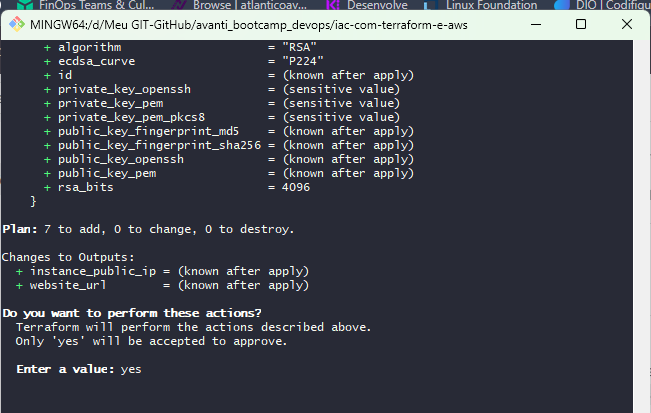 FinOps Teams & Cul...
Browse | atlanticoav...
Desenvolve
Linux Foundation
DIO | Codifiqu
MINGW64:/d/Meu GIT-GitHub/avanti_bootcamp_devops/iac-com-terraform-e-aws
+ algorithm = "RSA"
+ ecdsa_curve = "P224"
+ id = (known after apply)
+ private_key_openssh = (sensitive value)
+ private_key_pem = (sensitive value)
+ private_key_pem_pkcs8 = (sensitive value)
+ public_key_fingerprint_md5 = (known after apply)
+ public_key_fingerprint_sha256 = (known after apply)
+ public_key_openssh = (known after apply)
+ public_key_pem = (known after apply)
+ rsa_bits = 4096
}
Plan: 7 to add, 0 to change, 0 to destroy.
Changes to Outputs:
+ instance_public_ip = (known after apply)
+ website_url = (known after apply)
Do you want to perform these actions?
Terraform will perform the actions described above.
Only 'yes' will be accepted to approve.
Enter a value: yes